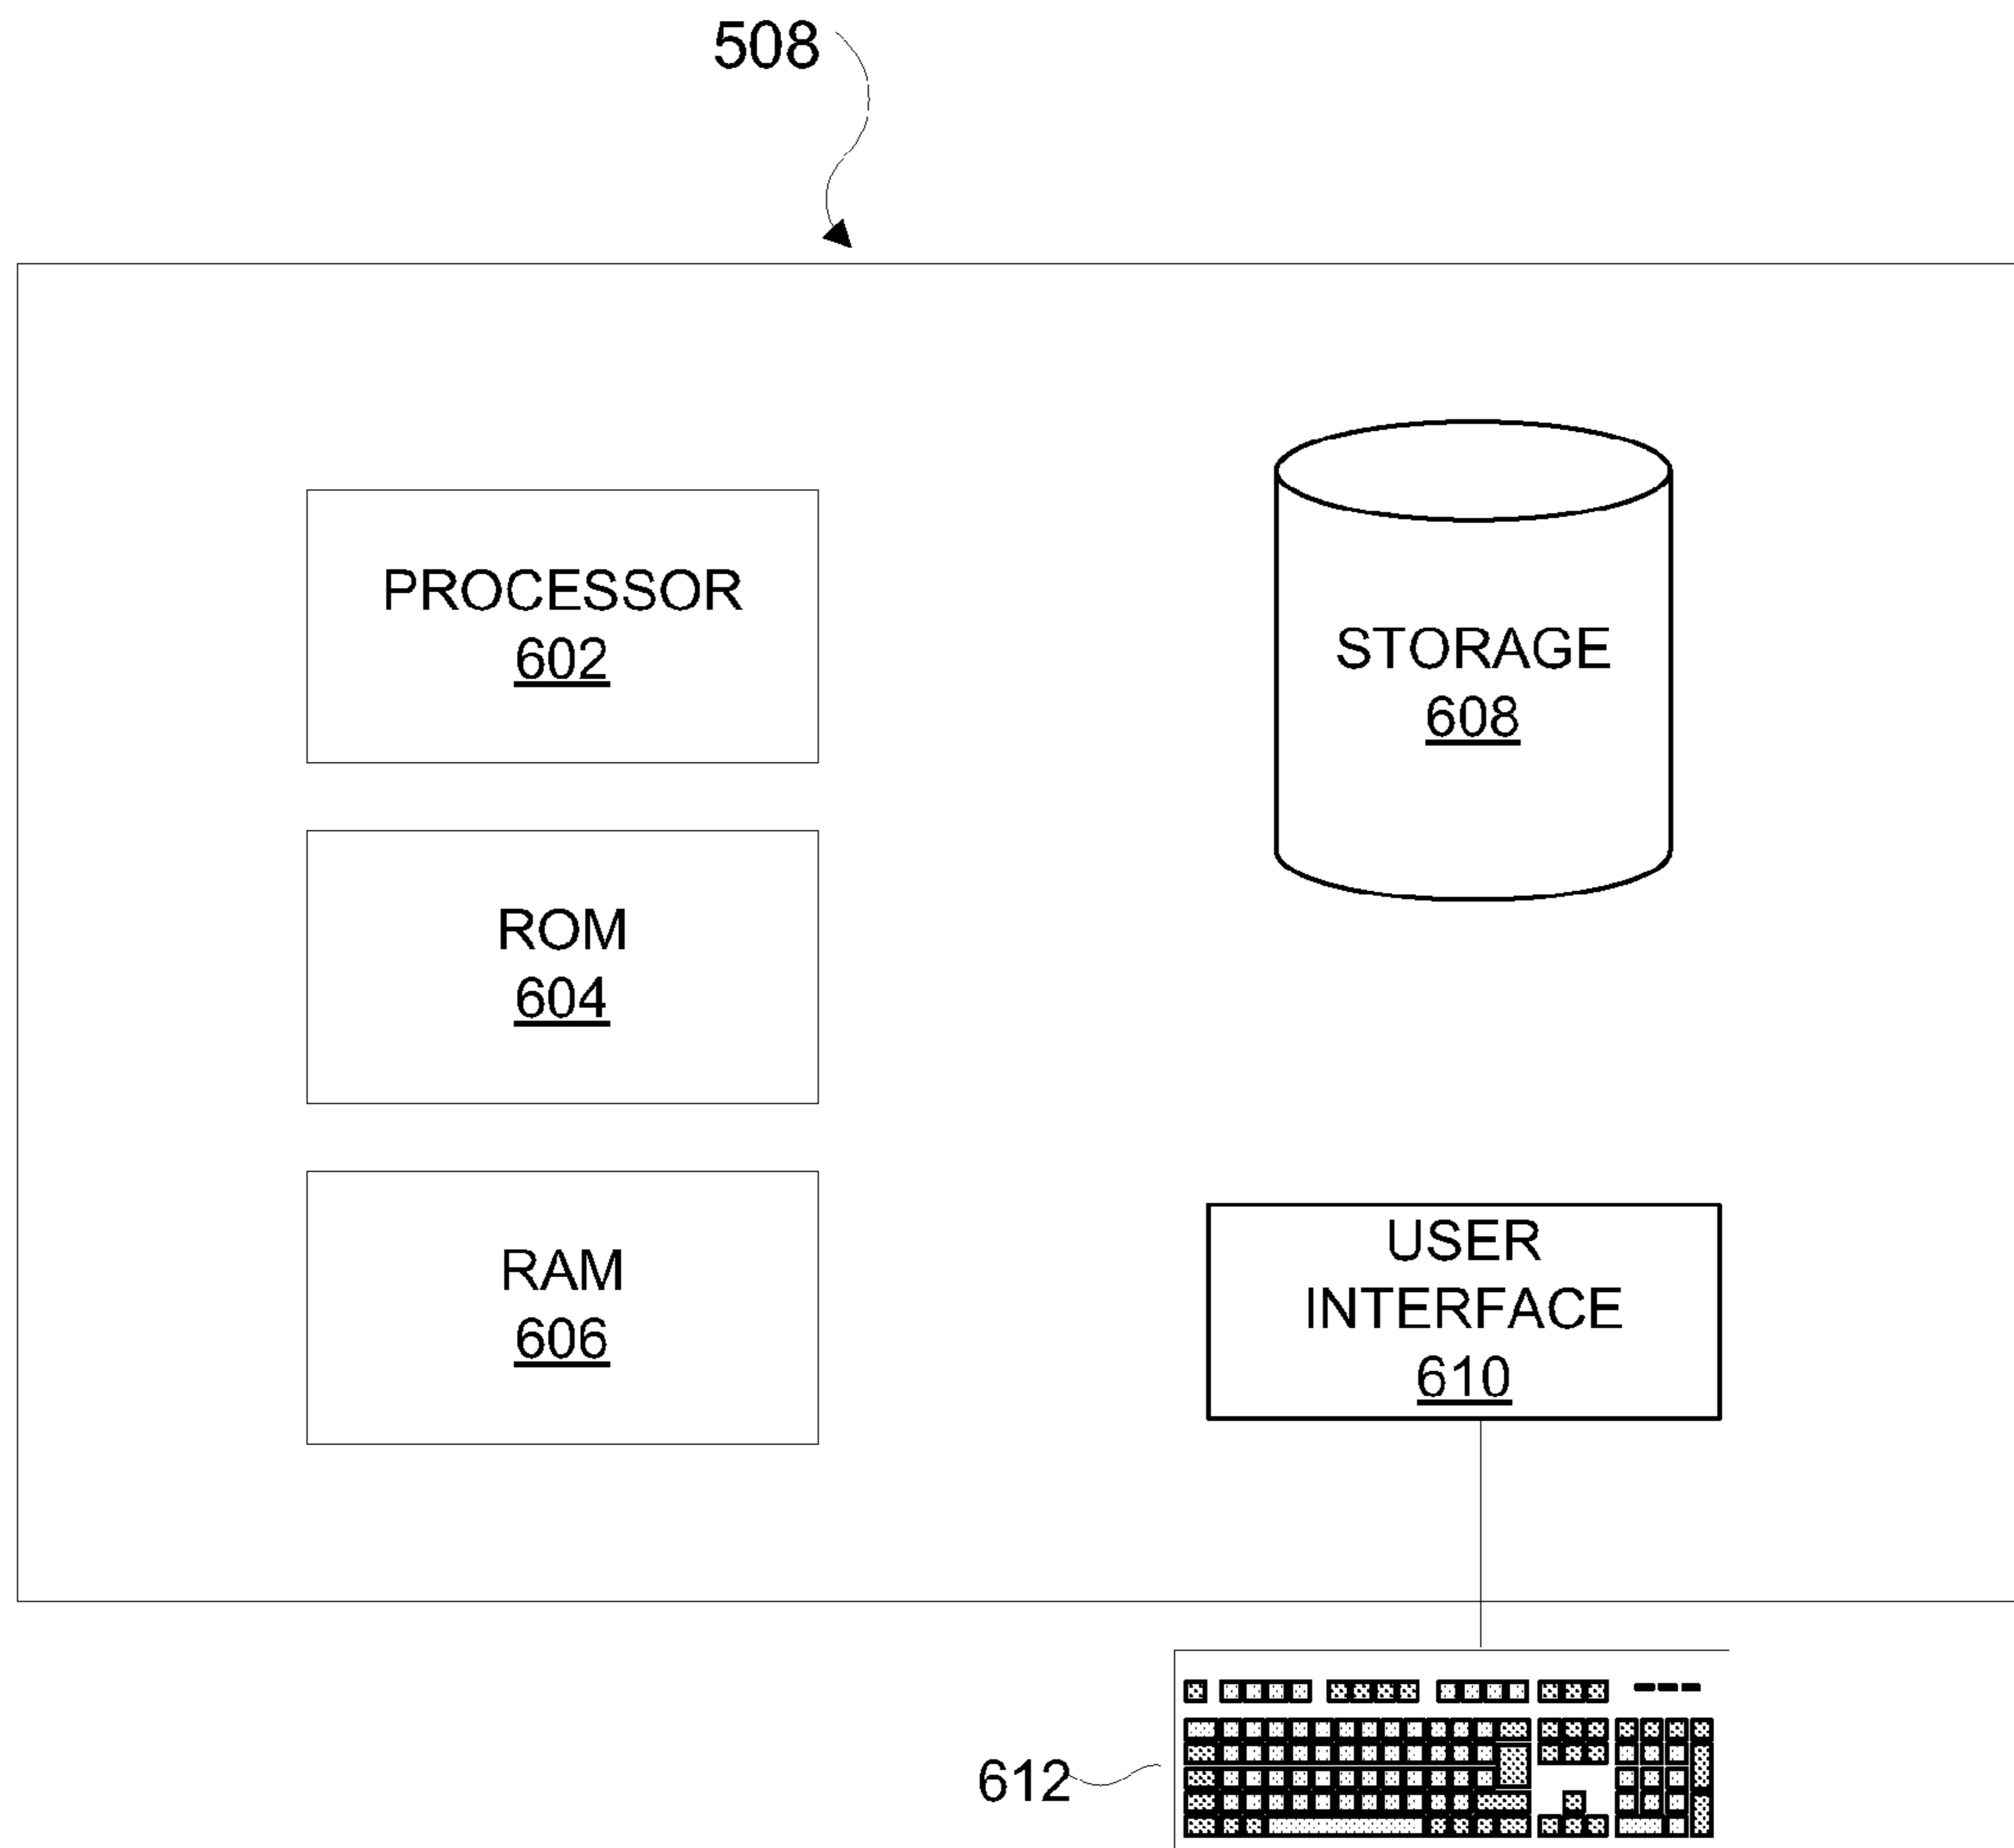 508
PROCESSOR
602
STORAGE
608
ROM
604
RAM
606
USER
INTERFACE
610
612